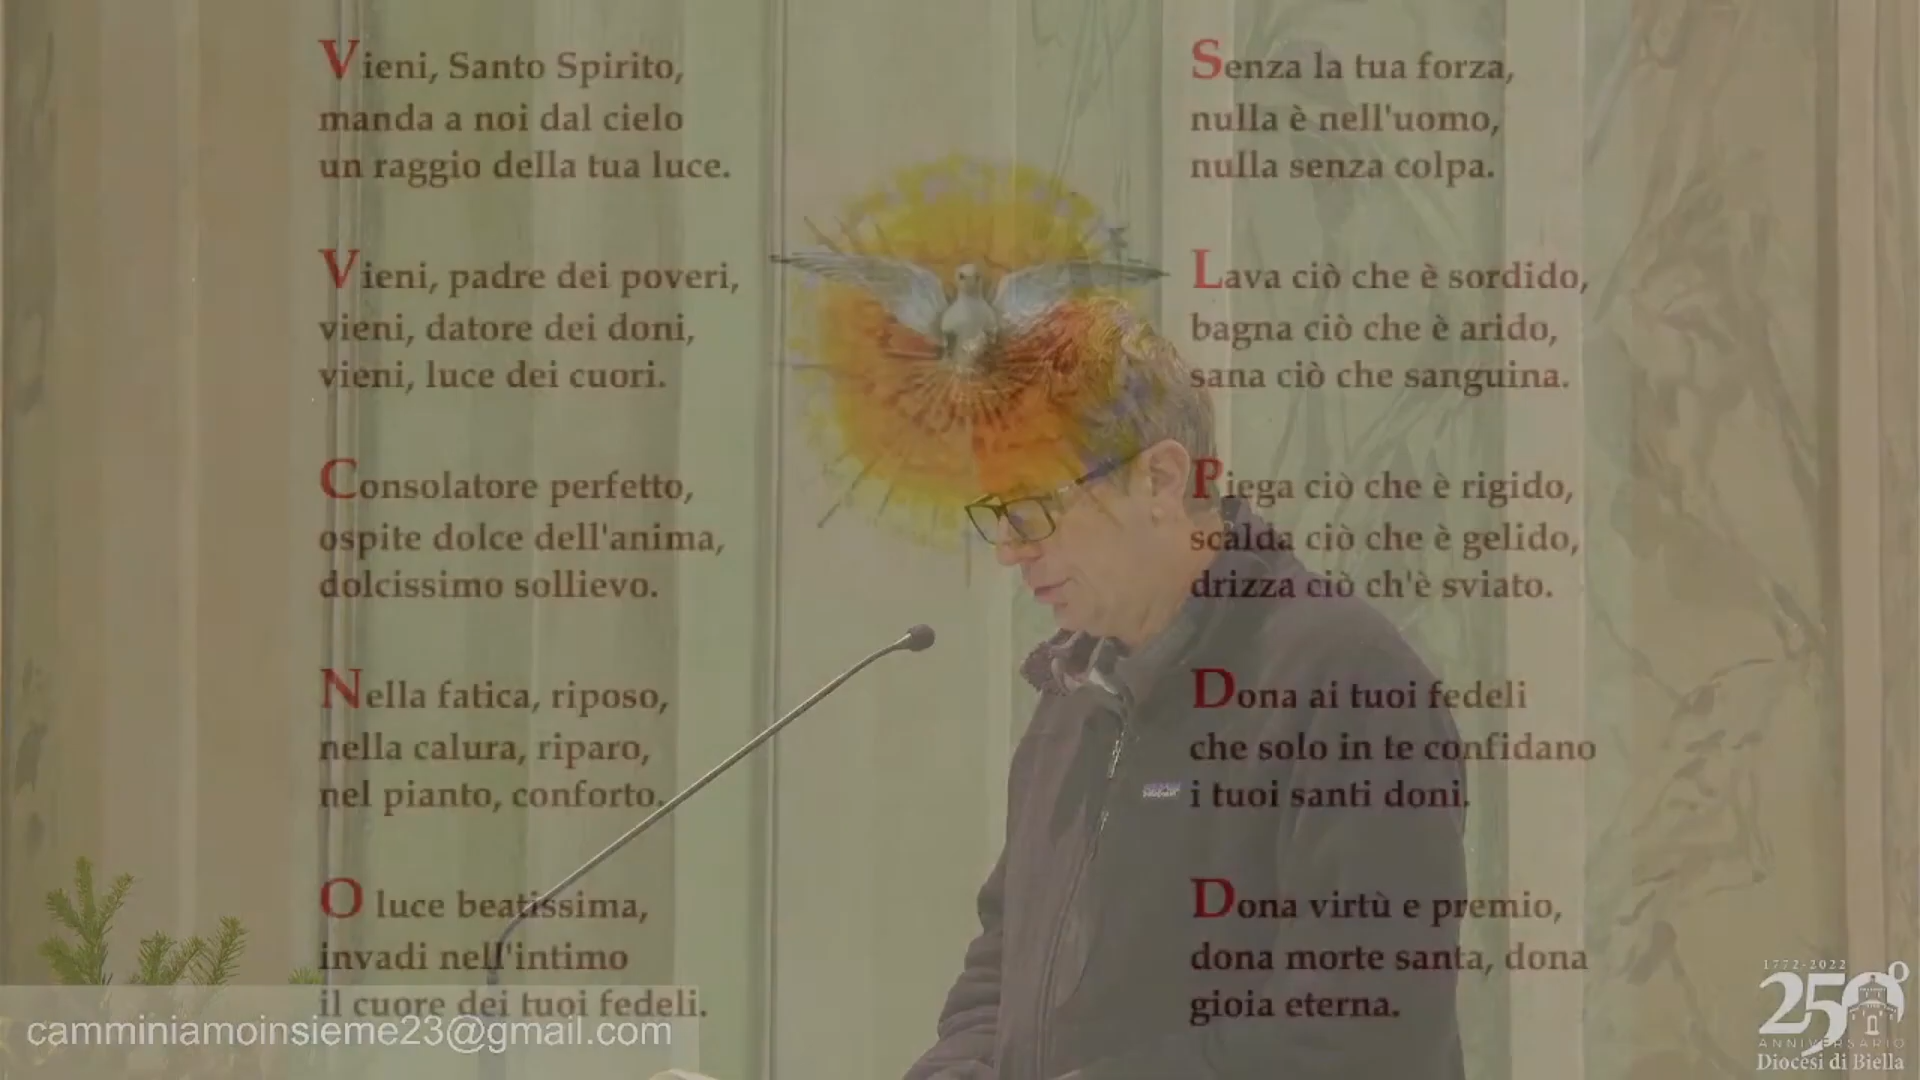 Vieni, Santo Spirito,
manda a noi dal cielo
un raggio della tua luce.
Vieni, padre dei poveri,
vieni, datore dei doni,
vieni, luce dei cuori.
Consolatore perfetto,
ospite dolce dell'anima,
dolcissimo sollievo.
Nella fatica, riposo,
nella calura, riparo,
nel pianto, conforto.
O luce beatissima,
invadi nell'intimo
il cuore dei tuoi fedeli.
Senza la tua forza,
nulla è nell'uomo,
nulla senza colpa.
Lava ciò che è sordido,
bagna ciò che è arido,
sana ciò che sanguina.
Piega ciò che è rigido,
scalda ciò che è gelido,
drizza ciò ch'è sviato.
Dona ai tuoi fedeli
che solo in te confidano
i tuoi santi doni.
Dona virtù e premio,
dona morte santa, dona
gioia eterna.
camminiamoinsieme23@gmail.com
1772-2022
250°
ANNIVERSARIO
Diocesi di Biella